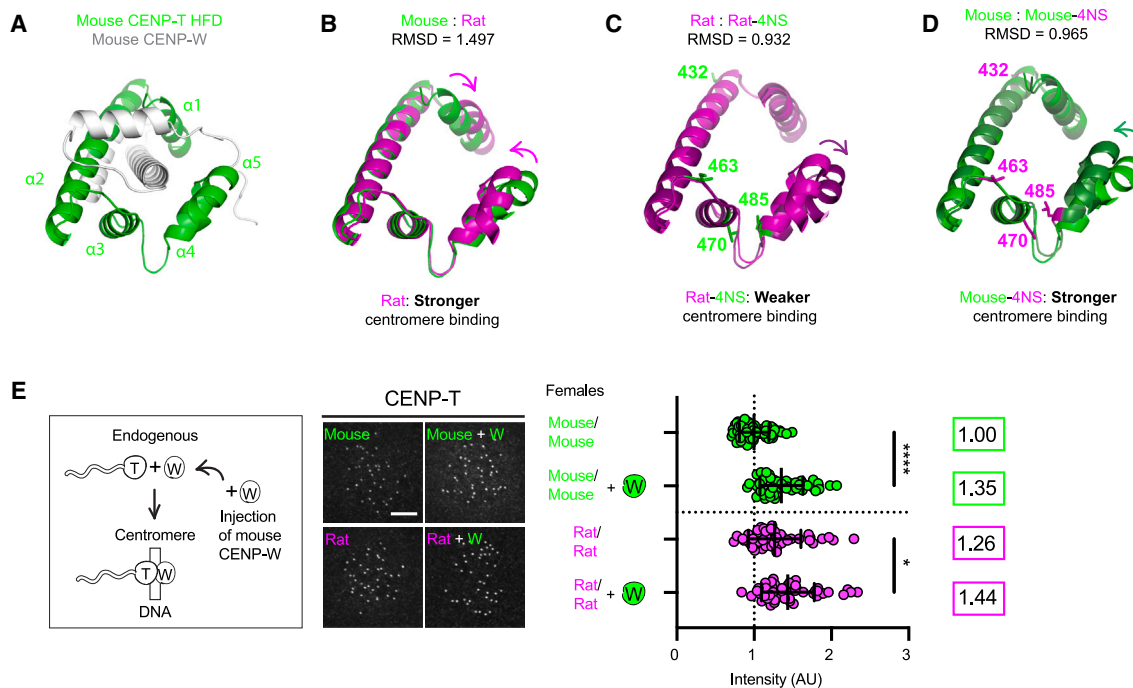 A
Mouse CENP-T HFD
Mouse CENP-W
α1
α2
α3
α4
α5
B
Mouse : Rat
RMSD = 1.497
Rat: Stronger
centromere binding
C
Rat : Rat-4NS
RMSD = 0.932
432
463
485
470
Rat-4NS: Weaker
centromere binding
D
Mouse : Mouse-4NS
RMSD = 0.965
432
463
485
470
Mouse-4NS: Stronger
centromere binding
E
Endogenous
T + W
+ W
Injection
of mouse
CENP-W
Centromere
T W
DNA
CENP-T
Mouse
Mouse + W
Rat
Rat + W
Females
Mouse/
Mouse
Mouse/
Mouse
+ W
Rat/
Rat
Rat/
Rat
+ W
****
*
0 1 2 3
Intensity (AU)
1.00
1.35
1.26
1.44